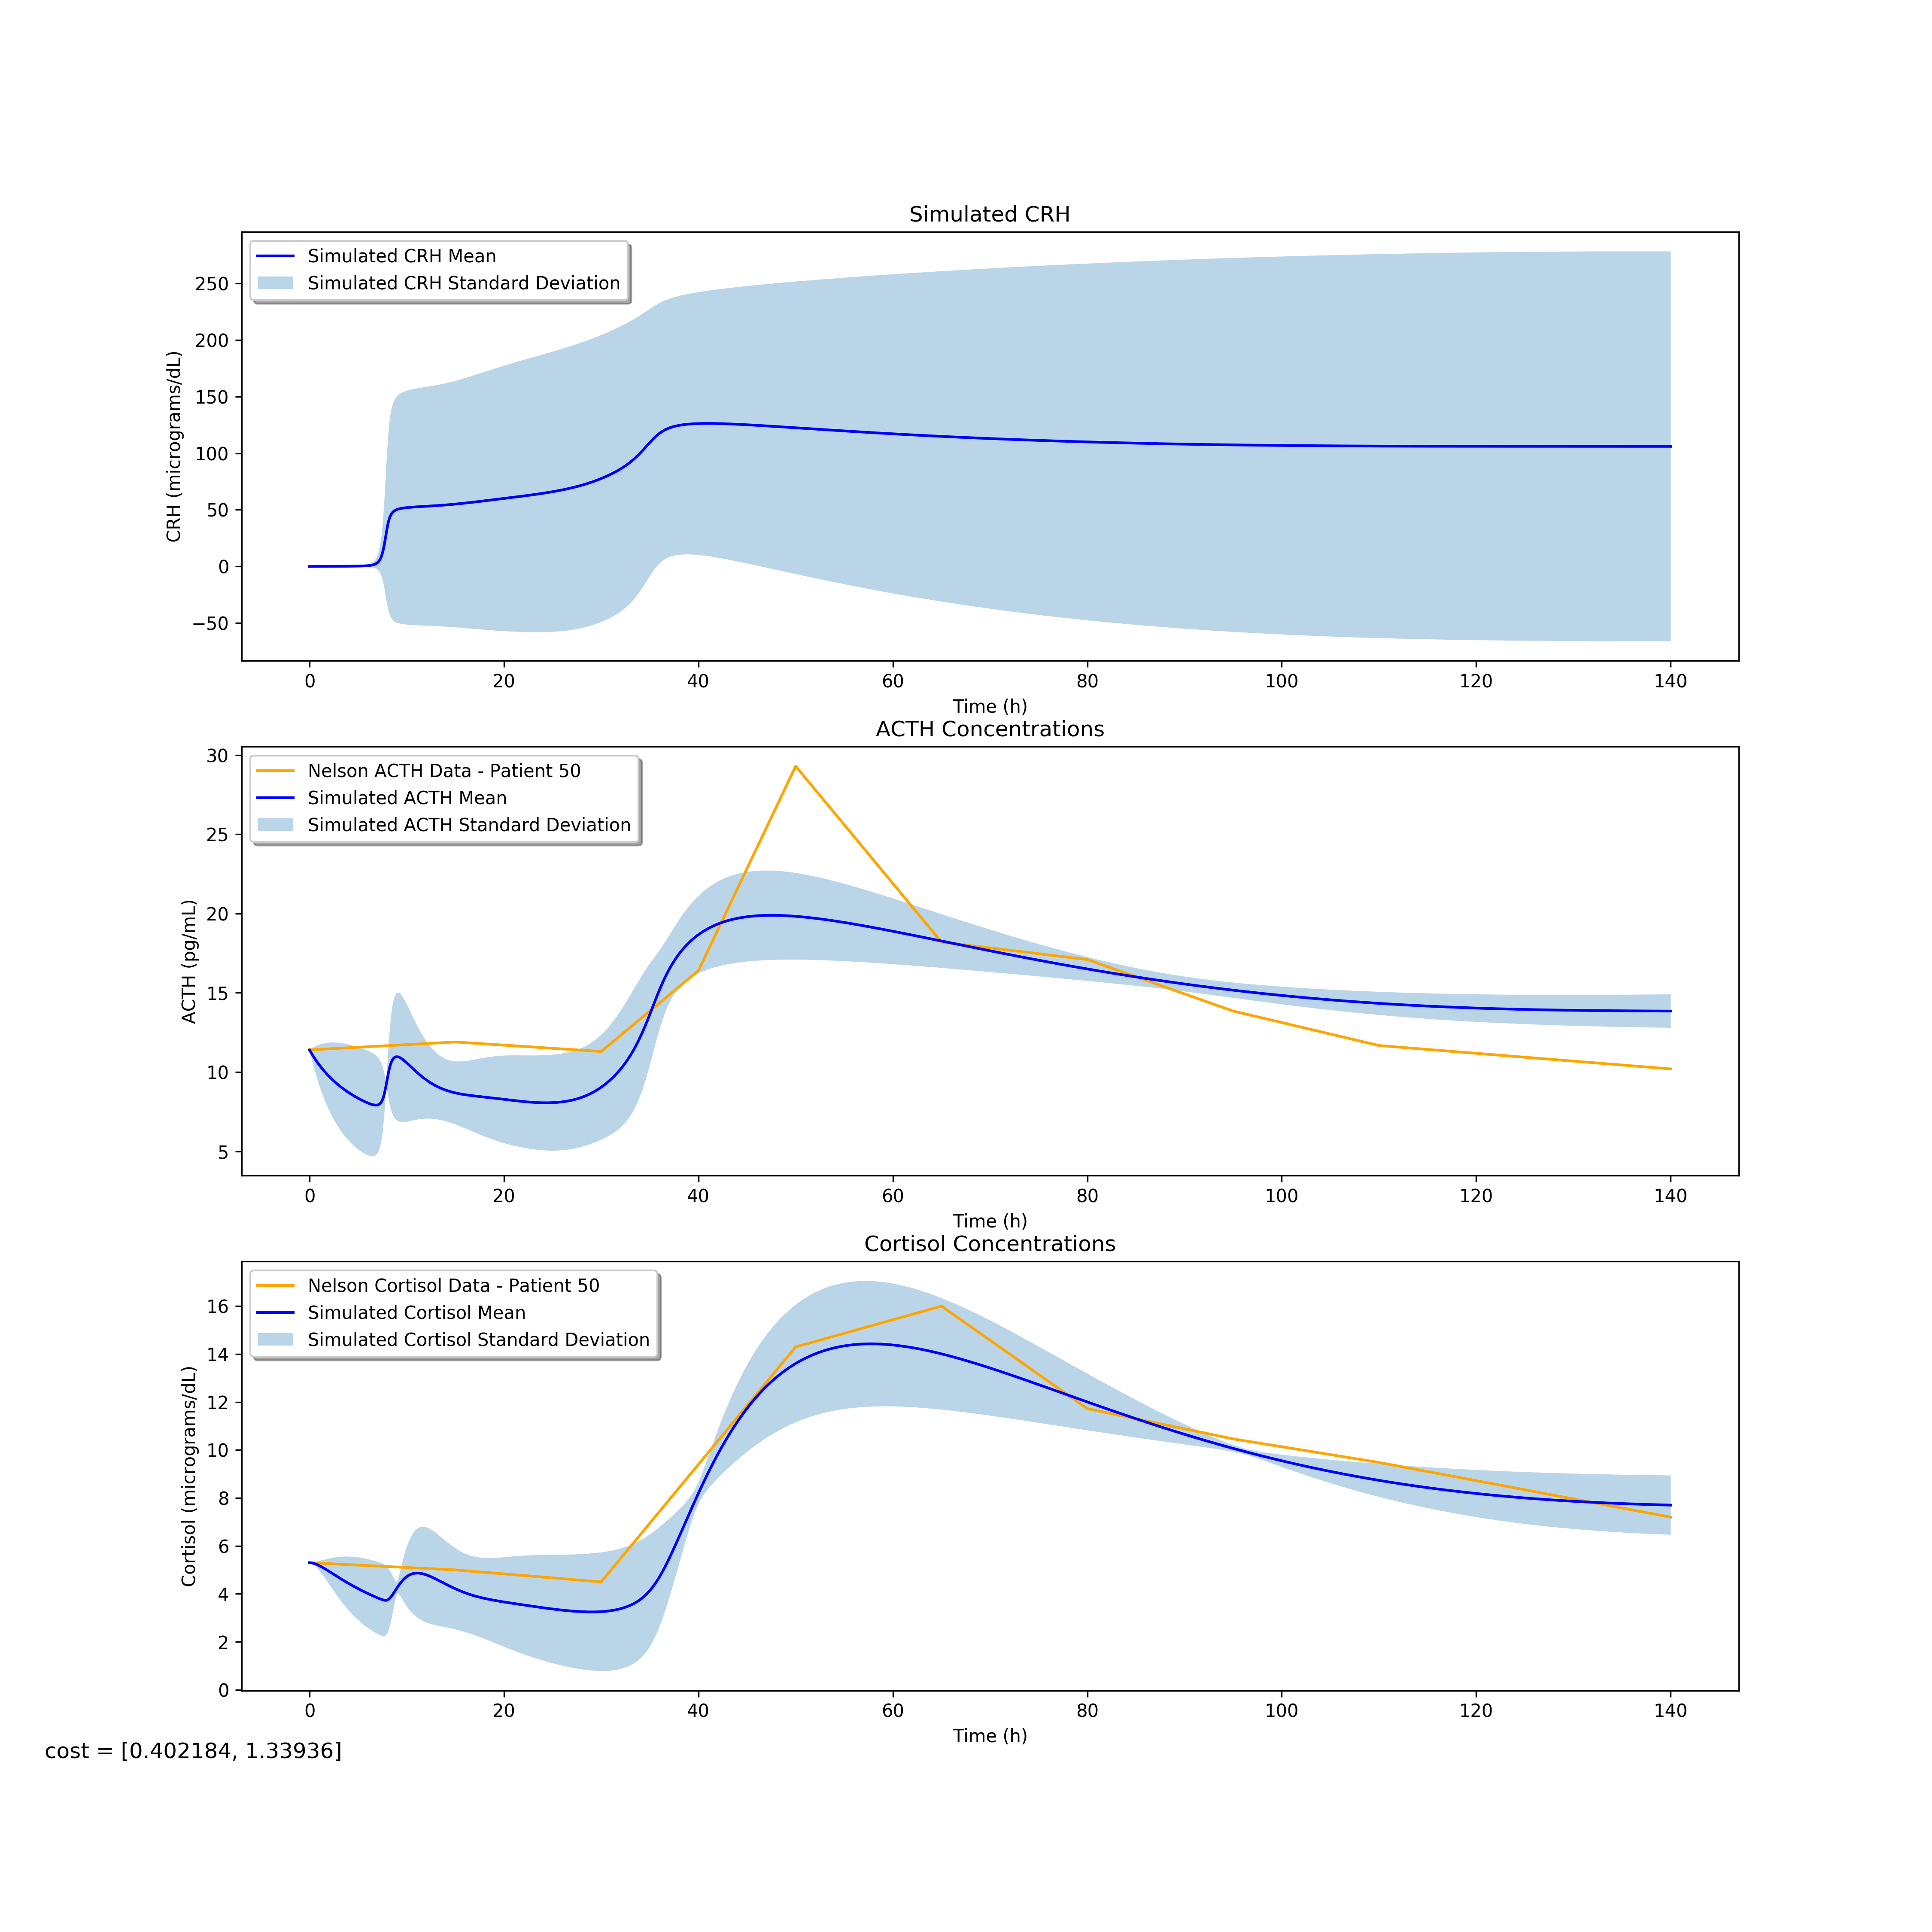 Simulated CRH
Simulated CRH Mean
Simulated CRH Standard Deviation
CRH (micrograms/dL)
250
200
150
100
50
0
−50
0 20 40 60 80 100 120 140
Time (h)
ACTH Concentrations
Nelson ACTH Data - Patient 50
Simulated ACTH Mean
Simulated ACTH Standard Deviation
ACTH (pg/mL)
30
25
20
15
10
5
0 20 40 60 80 100 120 140
Time (h)
Cortisol Concentrations
Nelson Cortisol Data - Patient 50
Simulated Cortisol Mean
Simulated Cortisol Standard Deviation
Cortisol (micrograms/dL)
16
14
12
10
8
6
4
2
0
0 20 40 60 80 100 120 140
Time (h)
cost = [0.402184, 1.33936]